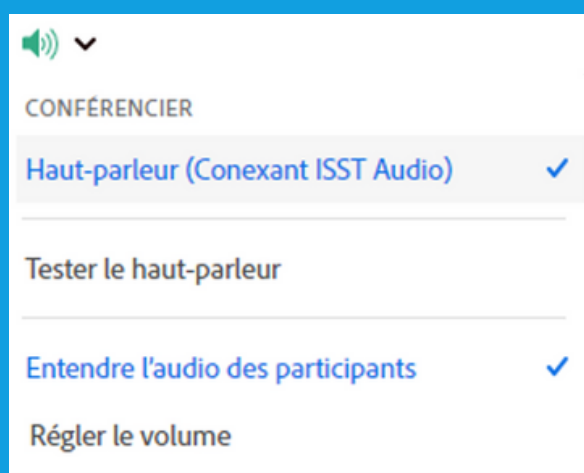 CONFÉRENCIER
Haut-parleur (Conexant ISST Audio)
Tester le haut-parleur
Entendre l'audio des participants
Régler le volume